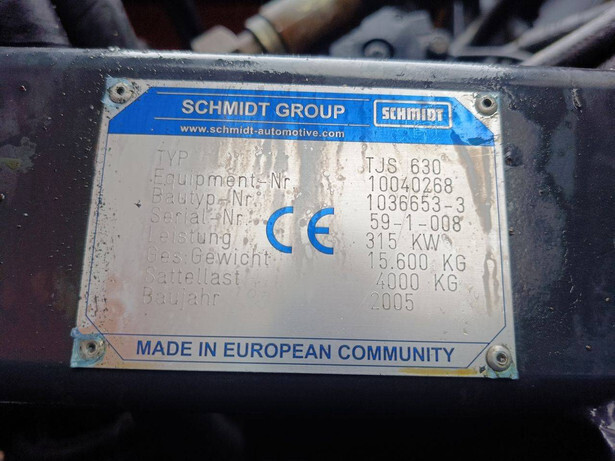 SCHMIDT GROUP SCHMIDT
www.schmidt-automotive.com
TYP TJS 630
Equipment-Nr 10040268
Bautyp-Nr 1036653-3
Serial-Nr 59-1-008
Leistung 315 KW
Ges.Gewicht 15.600 KG
Sattellast 4000 KG
Baujahr 2005
CE
MADE IN EUROPEAN COMMUNITY